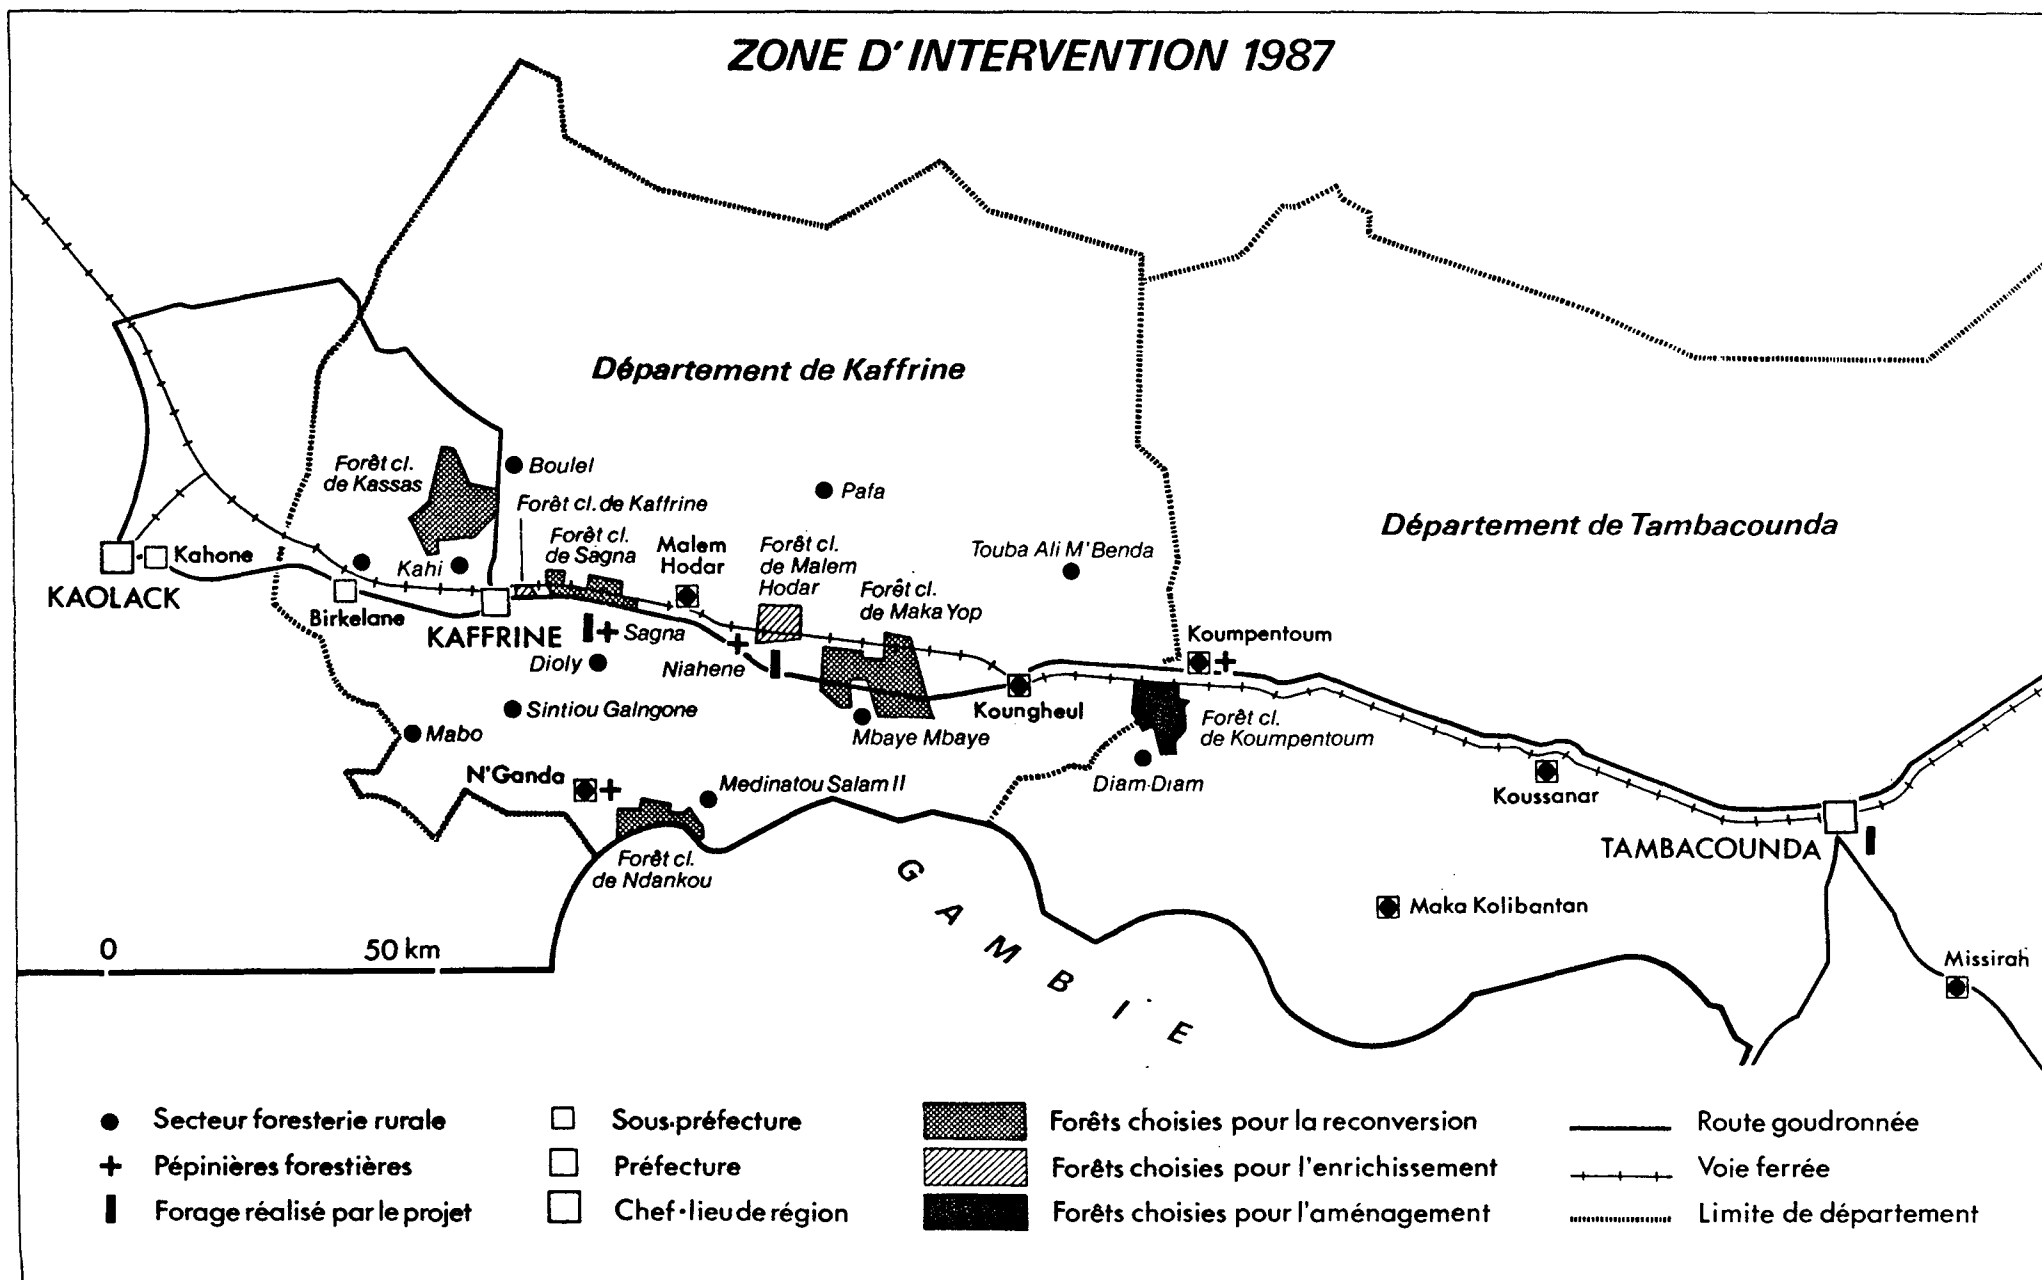 ZONE D'INTERVENTION 1987
Département de Kaffrine
Forêt cl.
de Kassas
Boulel
Pafa
Forêt cl. de Kaffrine
Forêt cl.
de Sagna
Malem
Hodar
Forêt cl.
de Malem
Hodar
Touba Ali M'Benda
Département de Tambacounda
Kahone
KAOLACK
Kahi
Birkelane
KAFFRINE
Forêt cl.
de Maka Yop
Sagna
Dioly
Niahene
Koumpentoum
Sintiou Galngone
Mabo
Mbaye Mbaye
Koungheul
Forêt cl.
de Koumpentoum
N'Ganda
Medinatou Salam II
Diam-Diam
Koussanar
Forêt cl.
de Ndankou
TAMBACOUNDA
Maka Kolibantan
Missirah
GAMBIE
0 50 km
Secteur foresterie rurale
Pépinières forestières
Forage réalisé par le projet
Sous-préfecture
Préfecture
Chef-lieu de région
Forêts choisies pour la reconversion
Forêts choisies pour l'enrichissement
Forêts choisies pour l'aménagement
Route goudronnée
Voie ferrée
Limite de département